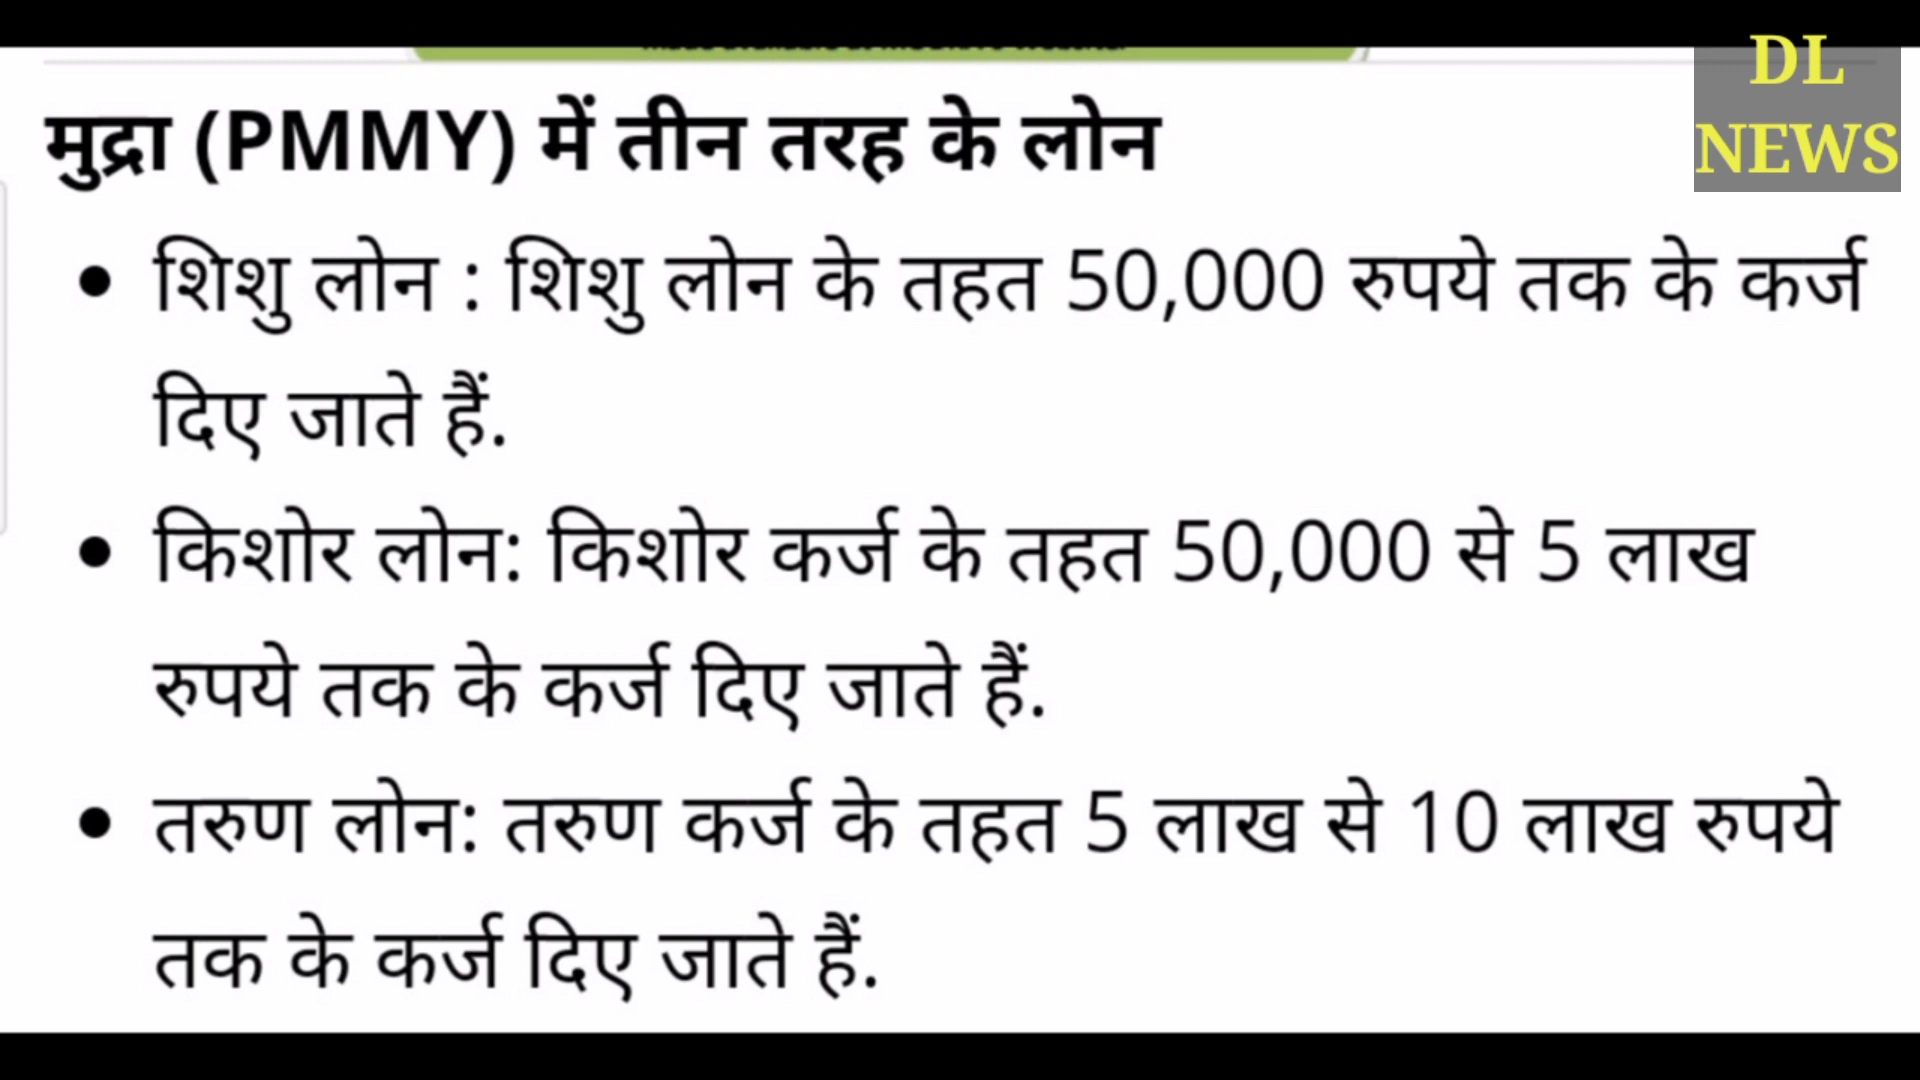 DL
NEWS
मुद्रा (PMMY) में तीन तरह के लोन
• शिशु लोन : शिशु लोन के तहत 50,000 रुपये तक के कर्ज
दिए जाते हैं.
• किशोर लोन: किशोर कर्ज के तहत 50,000 से 5 लाख
रुपये तक के कर्ज दिए जाते हैं.
• तरुण लोन: तरुण कर्ज के तहत 5 लाख से 10 लाख रुपये
तक के कर्ज दिए जाते हैं.